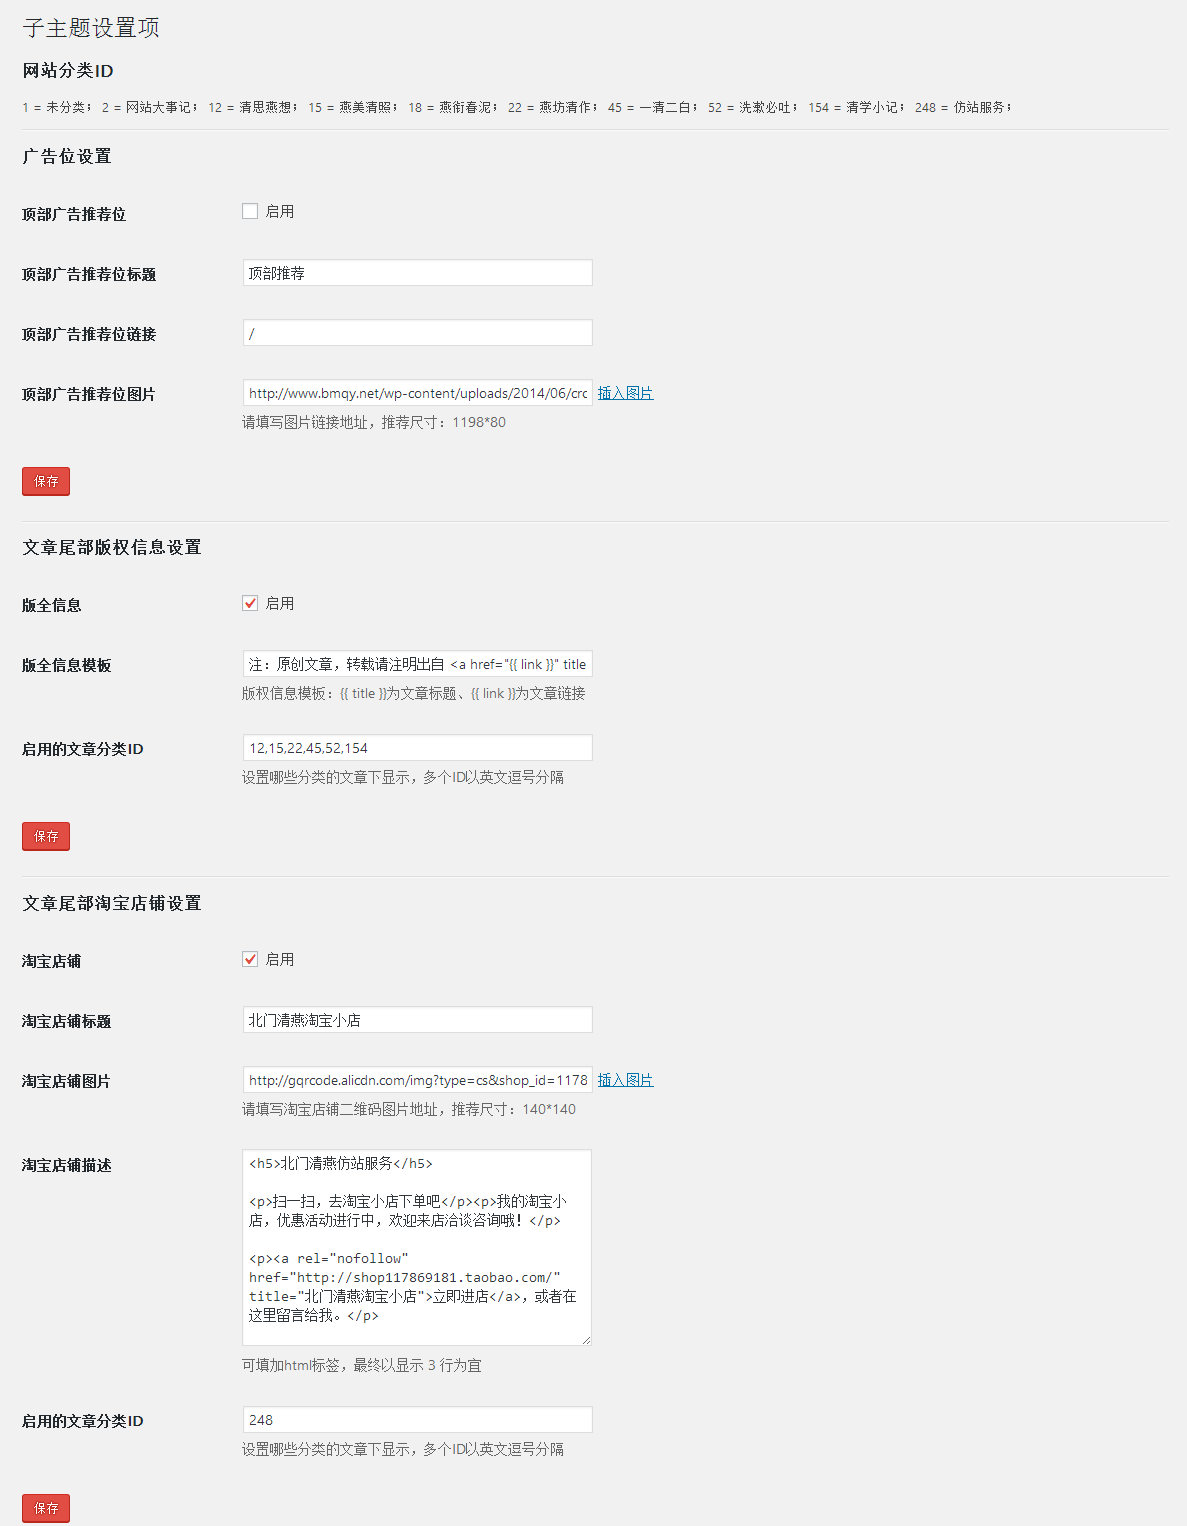 子主题设置项
网站分类ID
1 = 未分类； 2 = 网站大事记； 12 = 清思燕想； 15 = 燕美清照； 18 = 燕衔春泥； 22 = 燕坊清作； 45 = 一清二白； 52 = 洗漱必吐； 154 = 清学小记； 248 = 仿站服务；
广告位设置
顶部广告推荐位 启用
顶部广告推荐位标题 顶部推荐
顶部广告推荐位链接 /
顶部广告推荐位图片 http://www.bmqy.net/wp-content/uploads/2014/06/crc 插入图片
请填写图片链接地址，推荐尺寸：1198*80
保存
文章尾部版权信息设置
版全信息 启用
版全信息模板 注：原创文章，转载请注明出自 <a href="{{ link }}" title
版权信息模板：{{ title }}为文章标题、{{ link }}为文章链接
启用的文章分类ID 12,15,22,45,52,154
设置哪些分类的文章下显示，多个ID以英文逗号分隔
保存
文章尾部淘宝店铺设置
淘宝店铺 启用
淘宝店铺标题 北门清燕淘宝小店
淘宝店铺图片 http://gqrcode.alicdn.com/img?type=cs&shop_id=1178 插入图片
请填写淘宝店铺二维码图片地址，推荐尺寸：140*140
淘宝店铺描述 <h5>北门清燕仿站服务</h5>
<p>扫一扫，去淘宝小店下单吧</p><p>我的淘宝小
店，优惠活动进行中，欢迎来店洽谈咨询哦！</p>
<p><a rel="nofollow"
href="http://shop117869181.taobao.com/"
title="北门清燕淘宝小店">立即进店</a>，或者在
这里留言给我。</p>
可填加html标签，最终以显示 3 行为宜
启用的文章分类ID 248
设置哪些分类的文章下显示，多个ID以英文逗号分隔
保存